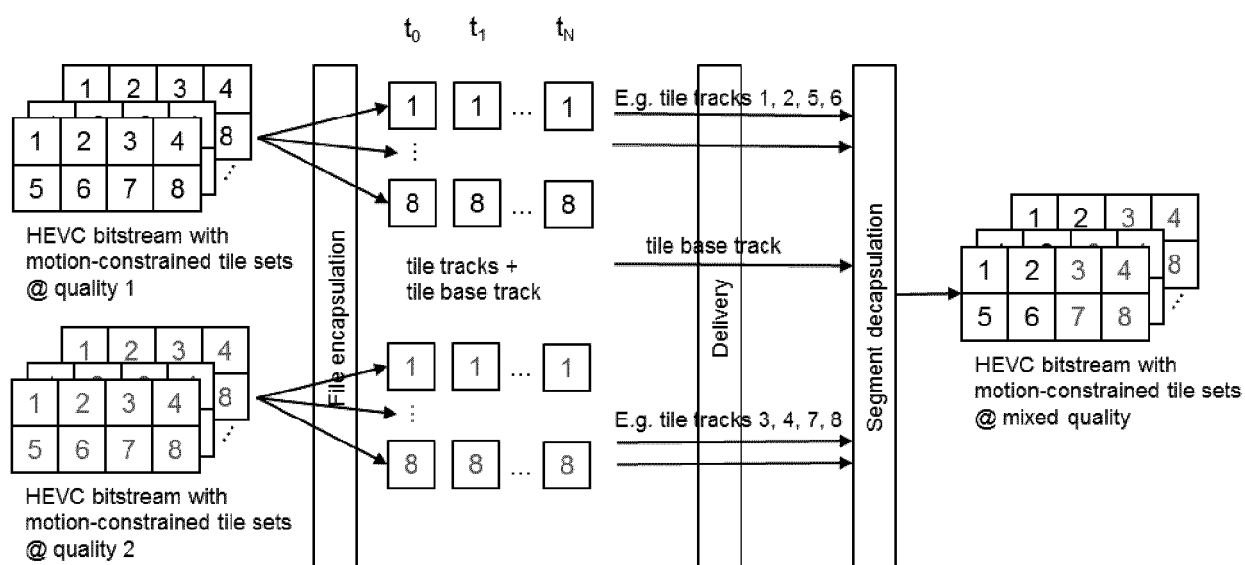 t0 t1 tN
1 2 3 4
8
1 2 3 4
5 6 7 8
HEVC bitstream with
motion-constrained tile sets
@ quality 1
1 2 3 4
8
1 2 3 4
5 6 7 8
HEVC bitstream with
motion-constrained tile sets
@ quality 2
File encapsulation
1 1 ... 1
⋮
8 8 ... 8
tile tracks +
tile base track
1 1 ... 1
⋮
8 8 ... 8
E.g. tile tracks 1, 2, 5, 6
tile base track
E.g. tile tracks 3, 4, 7, 8
Delivery
Segment decapsulation
1 2 3 4
8
1 2 3 4
5 6 7 8
HEVC bitstream with
motion-constrained tile sets
@ mixed quality